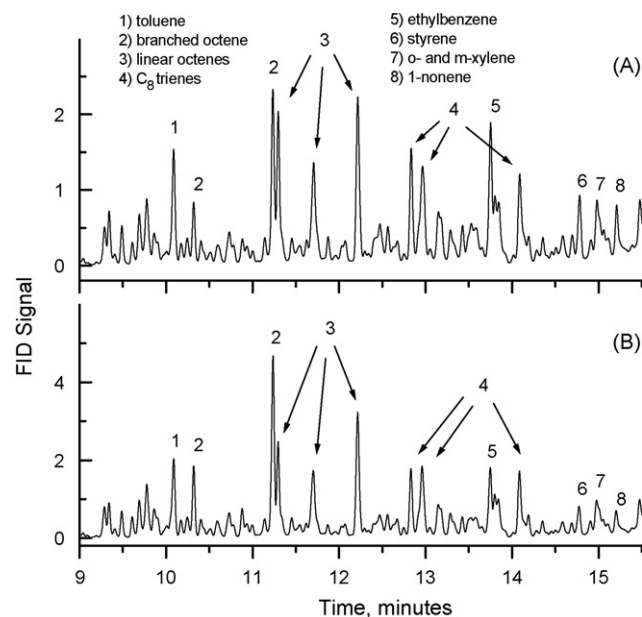 1) toluene
2) branched octene
3) linear octenes
4) C₈ trienes
5) ethylbenzene
6) styrene
7) o- and m-xylene
8) 1-nonene
(A)
3
2
5
4
1
2
6
7
8
2
1
0
(B)
2
3
4
1
2
5
6
7
8
4
2
0
FID Signal
9 10 11 12 13 14 15
Time, minutes